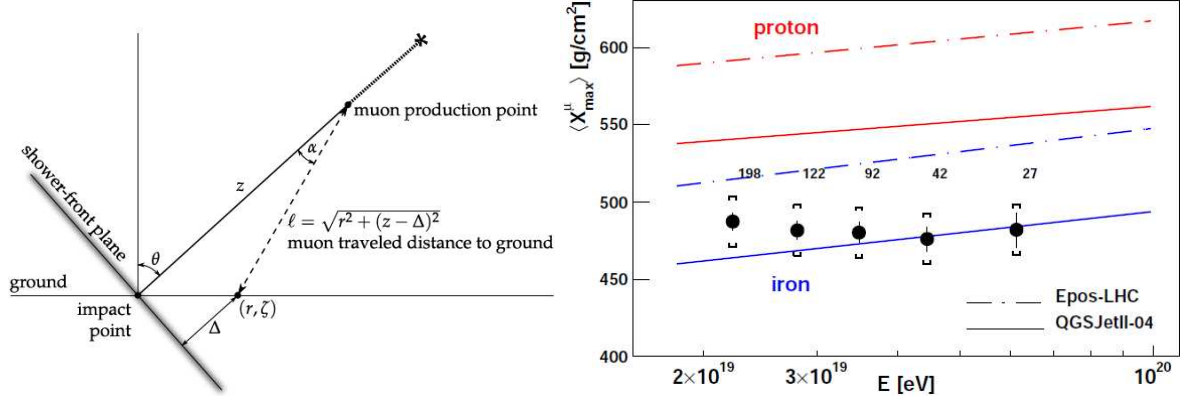 *
muon production point
α
shower-front plane
z
ℓ = √r² + (z − Δ)²
muon traveled distance to ground
θ
ground
impact
point
(r, ζ)
Δ
⟨X^μ_max⟩ [g/cm²]
600
550
500
450
400
proton
198
122
92
42
27
iron
Epos-LHC
QGSJetII-04
2×10¹⁹
3×10¹⁹
E [eV]
10²⁰